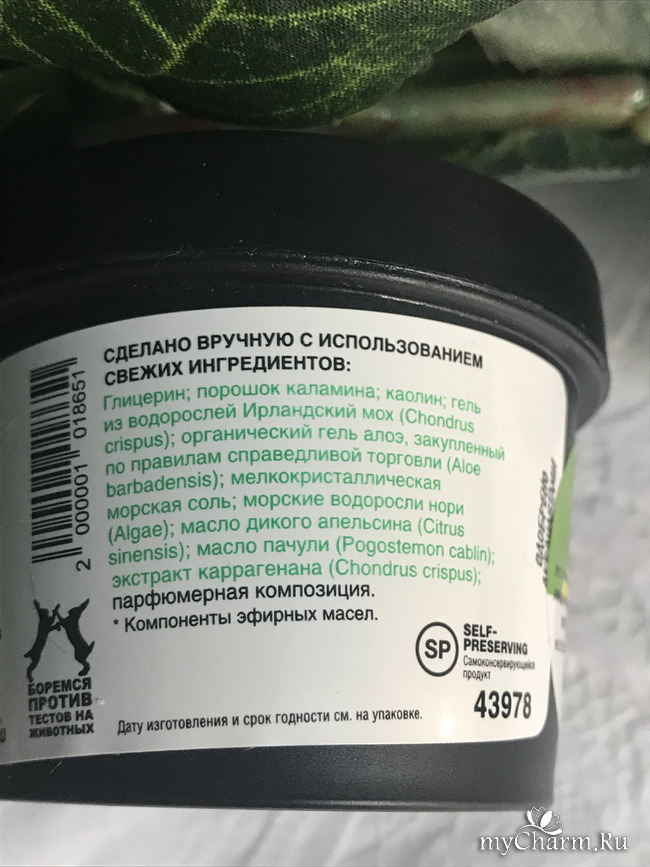 СДЕЛАНО ВРУЧНУЮ С ИСПОЛЬЗОВАНИЕМ
СВЕЖИХ ИНГРЕДИЕНТОВ:
Глицерин; порошок каламина; каолин; гель
из водорослей Ирландский мох (Chondrus
crispus); органический гель алоэ, закупленный
по правилам справедливой торговли (Aloe
barbadensis); мелкокристаллическая
морская соль; морские водоросли нори
(Algae); масло дикого апельсина (Citrus
sinensis); масло пачули (Pogostemon cablin);
экстракт каррагенана (Chondrus crispus);
парфюмерная композиция.
* Компоненты эфирных масел.
2 000001 018651
БОРЕМСЯ
ПРОТИВ
ТЕСТОВ НА
ЖИВОТНЫХ
SP
SELF-
PRESERVING
Самоконсервирующийся
продукт
43978
Дату изготовления и срок годности см. на упаковке.
myCharm.Ru